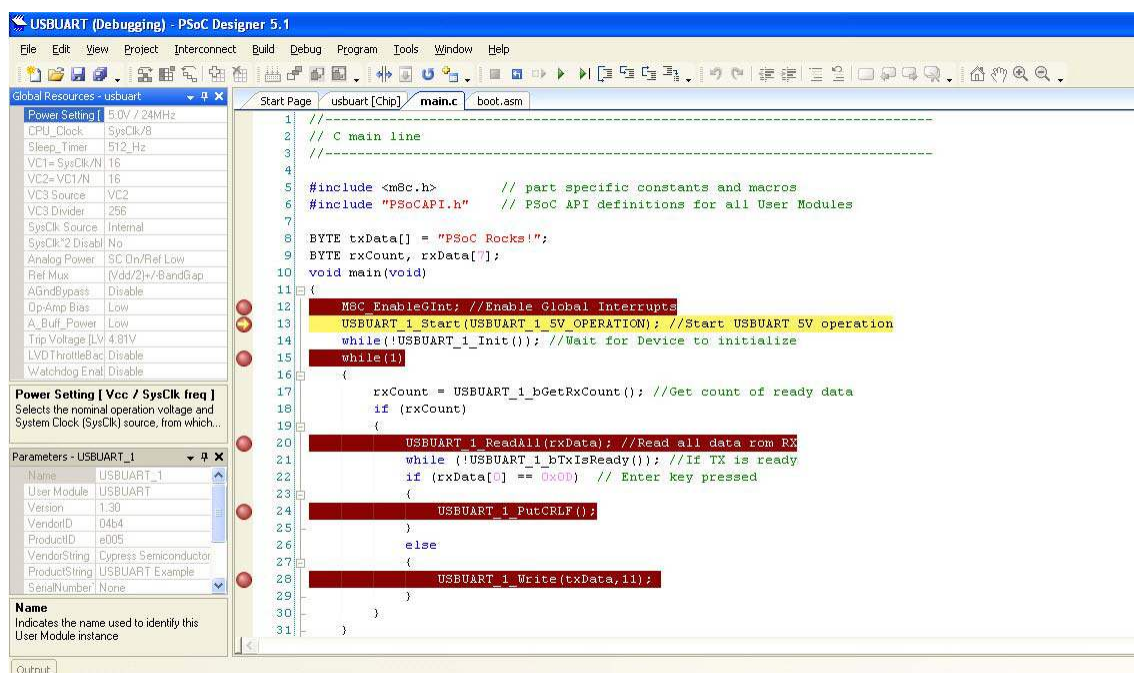 USBUART (Debugging) - PSoC Designer 5.1
File Edit View Project Interconnect Build Debug Program Tools Window Help
Global Resources - usbuart
Power Setting [ 5.0V / 24MHz
CPU_Clock SysClk/8
Sleep_Timer 512_Hz
VC1= SysClk/N 16
VC2= VC1/N 16
VC3 Source VC2
VC3 Divider 256
SysClk Source Internal
SysClk*2 Disabl No
Analog Power SC On/Ref Low
Ref Mux (Vdd/2)+/-BandGap
AGndBypass Disable
Op-Amp Bias Low
A_Buff_Power Low
Trip Voltage [LV 4.81V
LVDThrottleBac Disable
Watchdog Enal Disable
Power Setting [ Vcc / SysClk freq ]
Selects the nominal operation voltage and
System Clock (SysClk) source, from which...
Parameters - USBUART_1
Name USBUART_1
User Module USBUART
Version 1.30
VendorID 04b4
ProductID e005
VendorString Cypress Semiconductor
ProductString USBUART Example
SerialNumber None
Name
Indicates the name used to identify this
User Module instance
Output
Start Page usbuart [Chip] main.c boot.asm
1 //-----------------------------------------------------------------------------
2 // C main line
3 //-----------------------------------------------------------------------------
4
5 #include <m8c.h> // part specific constants and macros
6 #include "PSoCAPI.h" // PSoC API definitions for all User Modules
7
8 BYTE txData[] = "PSoC Rocks!";
9 BYTE rxCount, rxData[7];
10 void main(void)
11 {
12 M8C_EnableGInt; //Enable Global Interrupts
13 USBUART_1_Start(USBUART_1_5V_OPERATION); //Start USBUART 5V operation
14 while(!USBUART_1_Init()); //Wait for Device to initialize
15 while(1)
16 {
17 rxCount = USBUART_1_bGetRxCount(); //Get count of ready data
18 if (rxCount)
19 {
20 USBUART_1_ReadAll(rxData); //Read all data rom RX
21 while (!USBUART_1_bTxIsReady()); //If TX is ready
22 if (rxData[0] == 0x0D) // Enter key pressed
23 {
24 USBUART_1_PutCRLF();
25 }
26 else
27 {
28 USBUART_1_Write(txData,11);
29 }
30 }
31 }